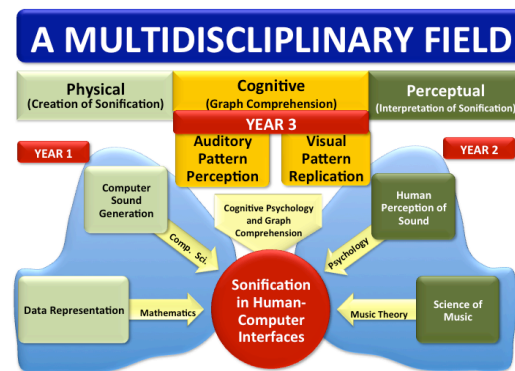 A MULTIDISCLIPLINARY FIELD
Physical
(Creation of Sonification)
Cognitive
(Graph Comprehension)
Perceptual
(Interpretation of Sonification)
YEAR 3
YEAR 1
Auditory
Pattern
Perception
Visual
Pattern
Replication
YEAR 2
Computer
Sound
Generation
Cognitive Psychology
and Graph
Comprehension
Human
Perception of
Sound
Comp. Sci.
Psychology
Data Representation
Mathematics
Sonification
in Human-
Computer
Interfaces
Music Theory
Science of
Music